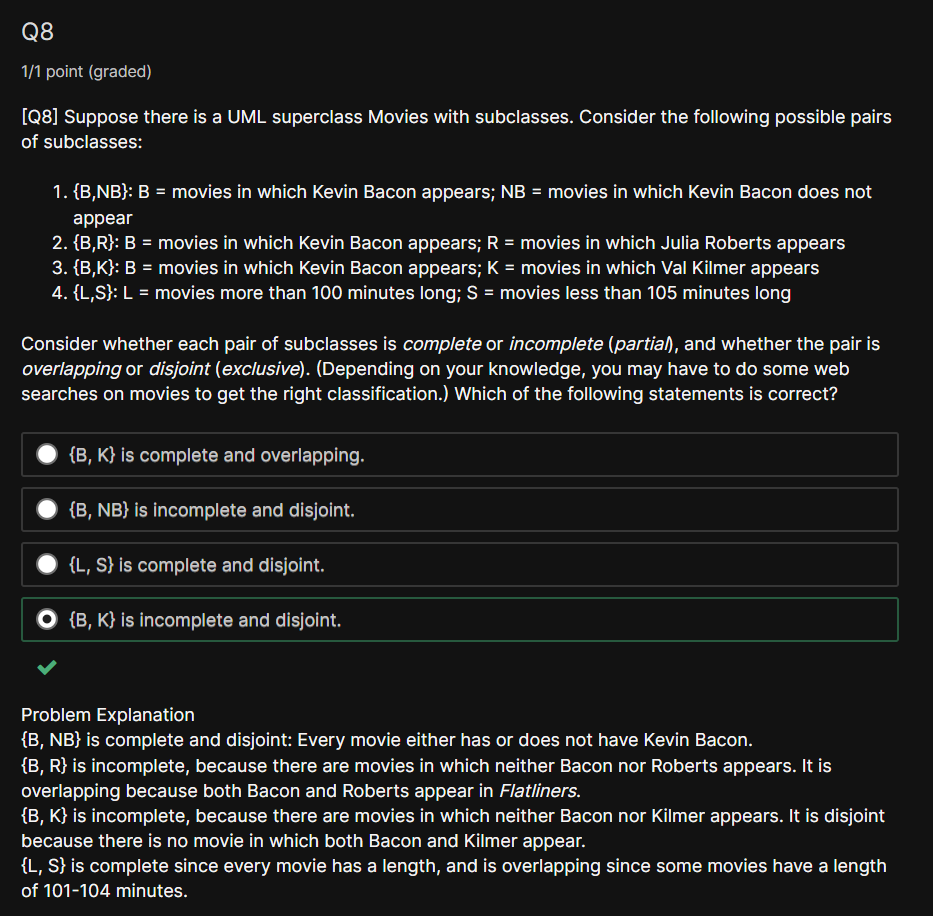 Q8
1/1 point (graded)
[Q8] Suppose there is a UML superclass Movies with subclasses. Consider the following possible pairs
of subclasses:
1. {B,NB}: B = movies in which Kevin Bacon appears; NB = movies in which Kevin Bacon does not
appear
2. {B,R}: B = movies in which Kevin Bacon appears; R = movies in which Julia Roberts appears
3. {B,K}: B = movies in which Kevin Bacon appears; K = movies in which Val Kilmer appears
4. {L,S}: L = movies more than 100 minutes long; S = movies less than 105 minutes long
Consider whether each pair of subclasses is complete or incomplete (partial), and whether the pair is
overlapping or disjoint (exclusive). (Depending on your knowledge, you may have to do some web
searches on movies to get the right classification.) Which of the following statements is correct?
{B, K} is complete and overlapping.
{B, NB} is incomplete and disjoint.
{L, S} is complete and disjoint.
{B, K} is incomplete and disjoint.
Problem Explanation
{B, NB} is complete and disjoint: Every movie either has or does not have Kevin Bacon.
{B, R} is incomplete, because there are movies in which neither Bacon nor Roberts appears. It is
overlapping because both Bacon and Roberts appear in Flatliners.
{B, K} is incomplete, because there are movies in which neither Bacon nor Kilmer appears. It is disjoint
because there is no movie in which both Bacon and Kilmer appear.
{L, S} is complete since every movie has a length, and is overlapping since some movies have a length
of 101-104 minutes.